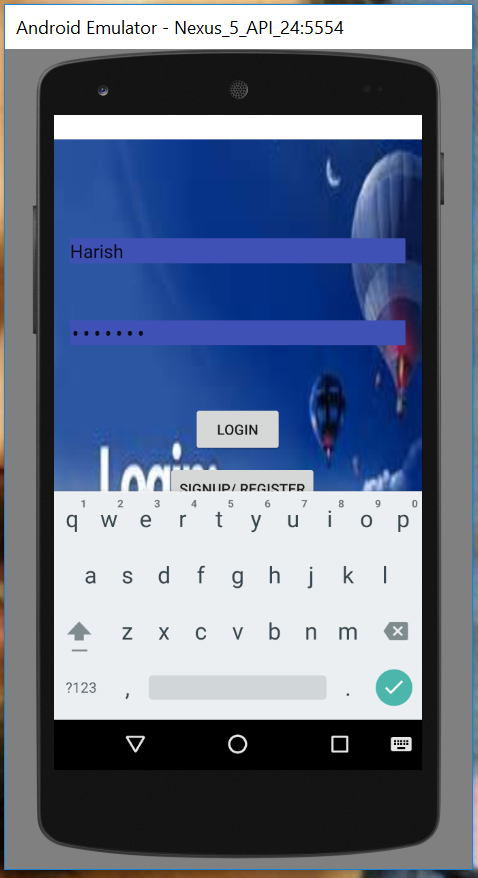 Android Emulator - Nexus_5_API_24:5554
Harish
•••••••
LOGIN
Login
SIGNUP/ REGISTER
1 2 3 4 5 6 7 8 9 0
q w e r t y u i o p
a s d f g h j k l
z x c v b n m
?123 , .